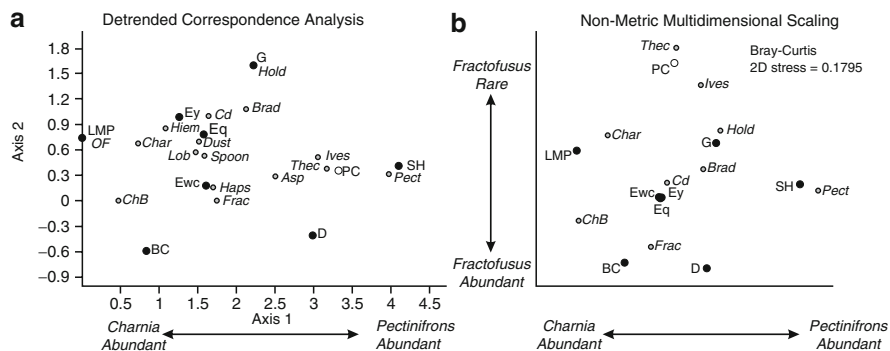 a
Detrended Correspondence Analysis
1.8
1.5
1.2
0.9
0.6
0.3
0
−0.3
−0.6
−0.9
Axis 2
G
Hold
Ey
Cd
Brad
LMP
OF
Hiem
Eq
Char
Dust
Lob
Spoon
Ives
Thec
PC
SH
Asp
Pect
Ewc
Haps
ChB
Frac
D
BC
0.5 1 1.5 2 2.5 3 3.5 4 4.5
Axis 1
Charnia
Abundant
Pectinifrons
Abundant
b
Non-Metric Multidimensional Scaling
Fractofusus
Rare
Fractofusus
Abundant
Thec
PC
Bray-Curtis
2D stress = 0.1795
Ives
Char
Hold
G
LMP
Brad
Cd
SH
Pect
Ewc
Ey
Eq
ChB
Frac
BC
D
Charnia
Abundant
Pectinifrons
Abundant